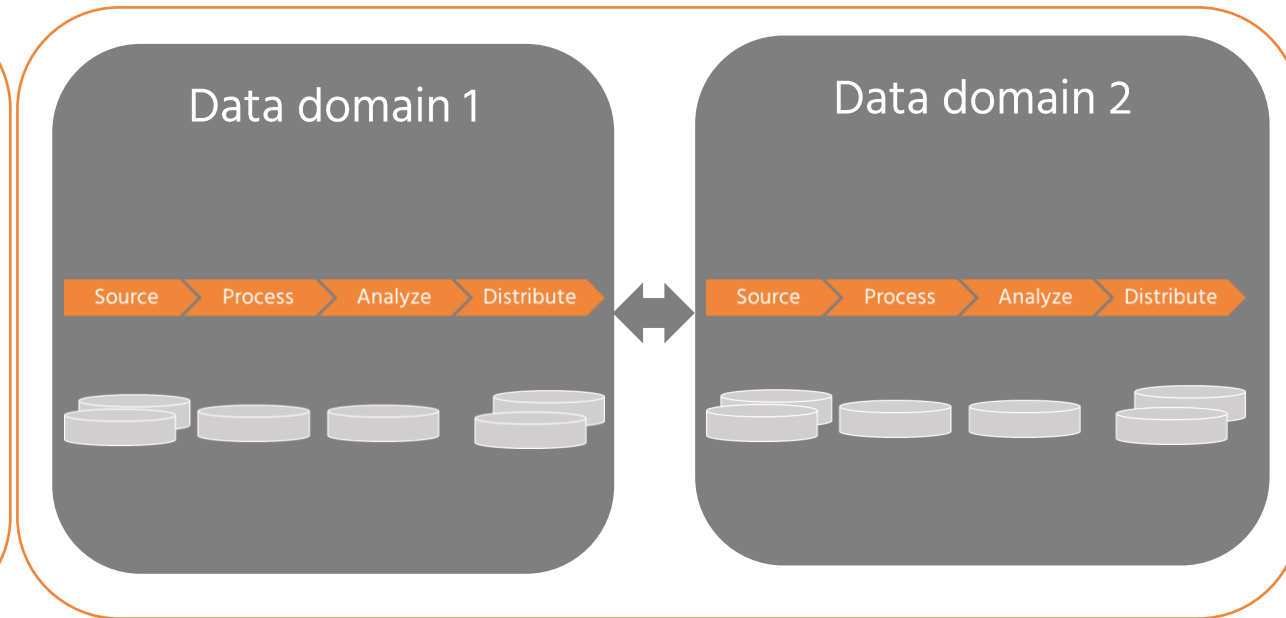 Data domain 1
Source Process Analyze Distribute
Data domain 2
Source Process Analyze Distribute